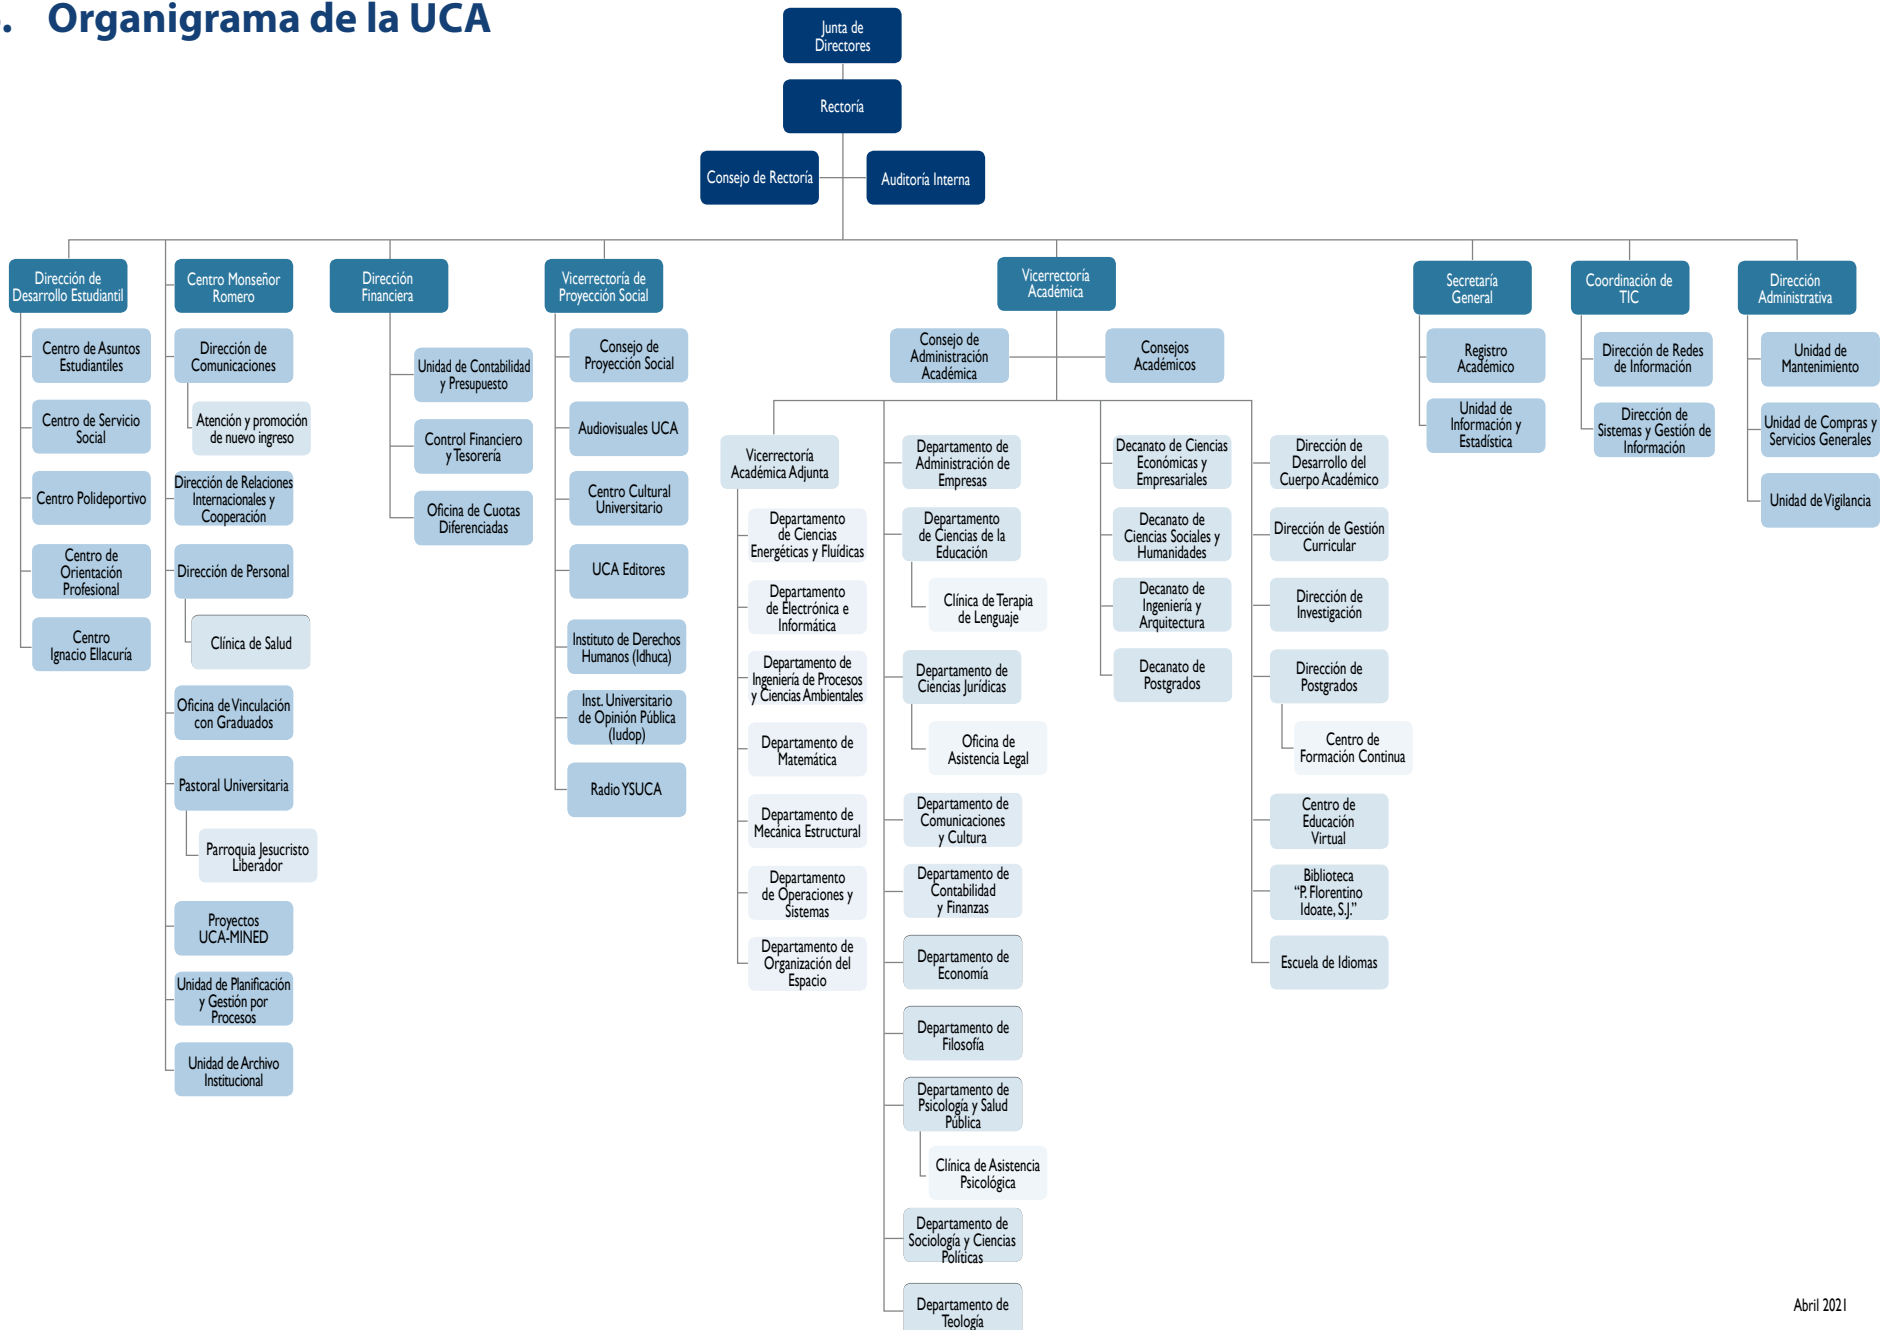 . Organigrama de la UCA
Junta de
Directores
Rectoría
Consejo de Rectoría
Auditoría Interna
Dirección de
Desarrollo Estudiantil
Centro de Asuntos
Estudiantiles
Centro de Servicio
Social
Centro Polideportivo
Centro de
Orientación
Profesional
Centro
Ignacio Ellacuría
Centro Monseñor
Romero
Dirección de
Comunicaciones
Atención y promoción
de nuevo ingreso
Dirección de Relaciones
Internacionales y
Cooperación
Dirección de Personal
Clínica de Salud
Oficina de Vinculación
con Graduados
Pastoral Universitaria
Parroquia Jesucristo
Liberador
Proyectos
UCA-MINED
Unidad de Planificación
y Gestión por
Procesos
Unidad de Archivo
Institucional
Dirección
Financiera
Unidad de Contabilidad
y Presupuesto
Control Financiero
y Tesorería
Oficina de Cuotas
Diferenciadas
Vicerrectoría de
Proyección Social
Consejo de
Proyección Social
Audiovisuales UCA
Centro Cultural
Universitario
UCA Editores
Instituto de Derechos
Humanos (Idhuca)
Inst. Universitario
de Opinión Pública
(Iudop)
Radio YSUCA
Vicerrectoría
Académica
Consejo de
Administración
Académica
Consejos
Académicos
Vicerrectoría
Académica Adjunta
Departamento
de Ciencias
Energéticas y Fluídicas
Departamento
de Electrónica e
Informática
Departamento de
Ingeniería de Procesos
y Ciencias Ambientales
Departamento de
Matemática
Departamento de
Mecánica Estructural
Departamento
de Operaciones y
Sistemas
Departamento de
Organización del
Espacio
Departamento de
Administración de
Empresas
Departamento
de Ciencias de la
Educación
Clínica de Terapia
de Lenguaje
Departamento de
Ciencias Jurídicas
Oficina de
Asistencia Legal
Departamento de
Comunicaciones
y Cultura
Departamento de
Contabilidad
y Finanzas
Departamento de
Economía
Departamento de
Filosofía
Departamento de
Psicología y Salud
Pública
Clínica de Asistencia
Psicológica
Departamento de
Sociología y Ciencias
Políticas
Departamento de
Teología
Decanato de Ciencias
Económicas y
Empresariales
Decanato de
Ciencias Sociales y
Humanidades
Decanato de
Ingeniería y
Arquitectura
Decanato de
Postgrados
Dirección de
Desarrollo del
Cuerpo Académico
Dirección de Gestión
Curricular
Dirección de
Investigación
Dirección de
Postgrados
Centro de
Formación Continua
Centro de
Educación
Virtual
Biblioteca
“P. Florentino
Idoate, S.J.”
Escuela de Idiomas
Secretaría
General
Registro
Académico
Unidad de
Información y
Estadística
Coordinación de
TIC
Dirección de Redes
de Información
Dirección de
Sistemas y Gestión de
Información
Dirección
Administrativa
Unidad de
Mantenimiento
Unidad de Compras y
Servicios Generales
Unidad de Vigilancia
Abril 2021